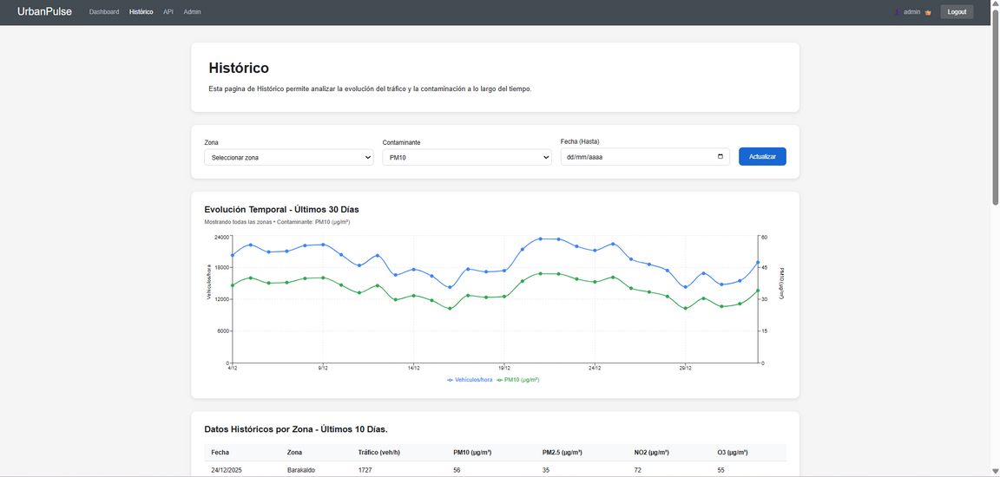 UrbanPulse Dashboard Histórico API Admin admin Logout
Histórico
Esta pagina de Histórico permite analizar la evolución del tráfico y la contaminación a lo largo del tiempo.
Zona Contaminante Fecha (Hasta)
Seleccionar zona PM10 dd/mm/aaaa Actualizar
Evolución Temporal - Últimos 30 Días
Mostrando todas las zonas • Contaminante: PM10 (µg/m³)
24000 60
18000 45
12000 30
6000 15
0 0
Vehículos/hora
PM10 (µg/m³)
4/12 9/12 14/12 19/12 24/12 29/12
Vehículos/hora PM10 (µg/m³)
Datos Históricos por Zona - Últimos 10 Días.
Fecha Zona Tráfico (veh/h) PM10 (µg/m³) PM2.5 (µg/m³) NO2 (µg/m³) O3 (µg/m³)
24/12/2025 Barakaldo 1727 56 35 72 55